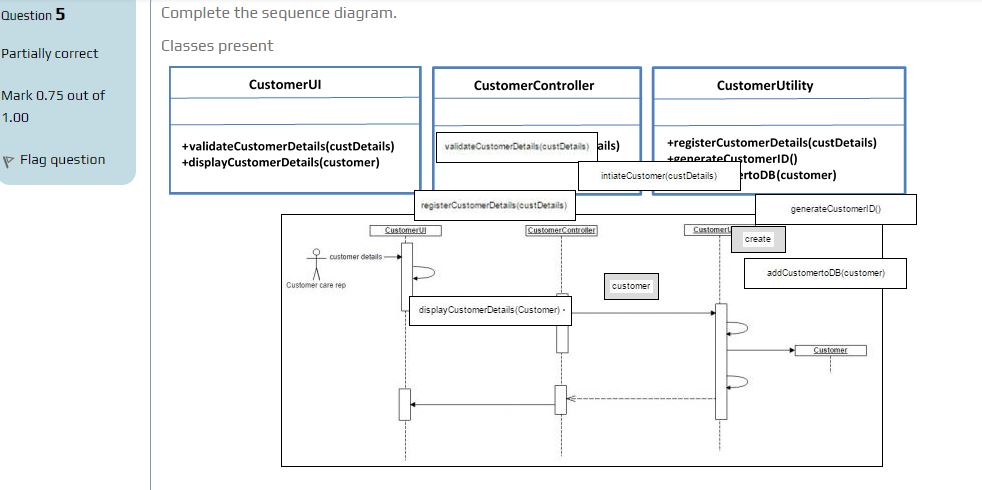 Question 5
Partially correct
Mark 0.75 out of
1.00
Flag question
Complete the sequence diagram.
Classes present
CustomerUI
+validateCustomerDetails(custDetails)
+displayCustomerDetails(customer)
CustomerController
validateCustomerDetails(custDetails)
ails)
CustomerUtility
+registerCustomerDetails(custDetails)
+generateCustomerID()
ertoDB(customer)
intiateCustomer(custDetails)
registerCustomerDetails(custDetails)
generateCustomerID()
CustomerUI
CustomerController
create
customer details
Customer care rep
addCustomertoDB(customer)
customer
displayCustomerDetails(Customer)
Customer